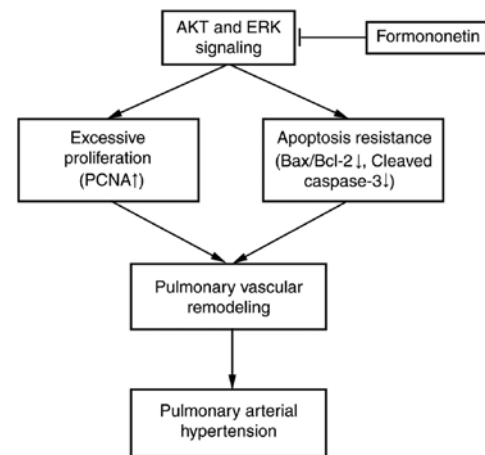 AKT and ERK
signaling
Formononetin
Excessive
proliferation
(PCNA↑)
Apoptosis resistance
(Bax/Bcl-2↓, Cleaved
caspase-3↓)
Pulmonary vascular
remodeling
Pulmonary arterial
hypertension